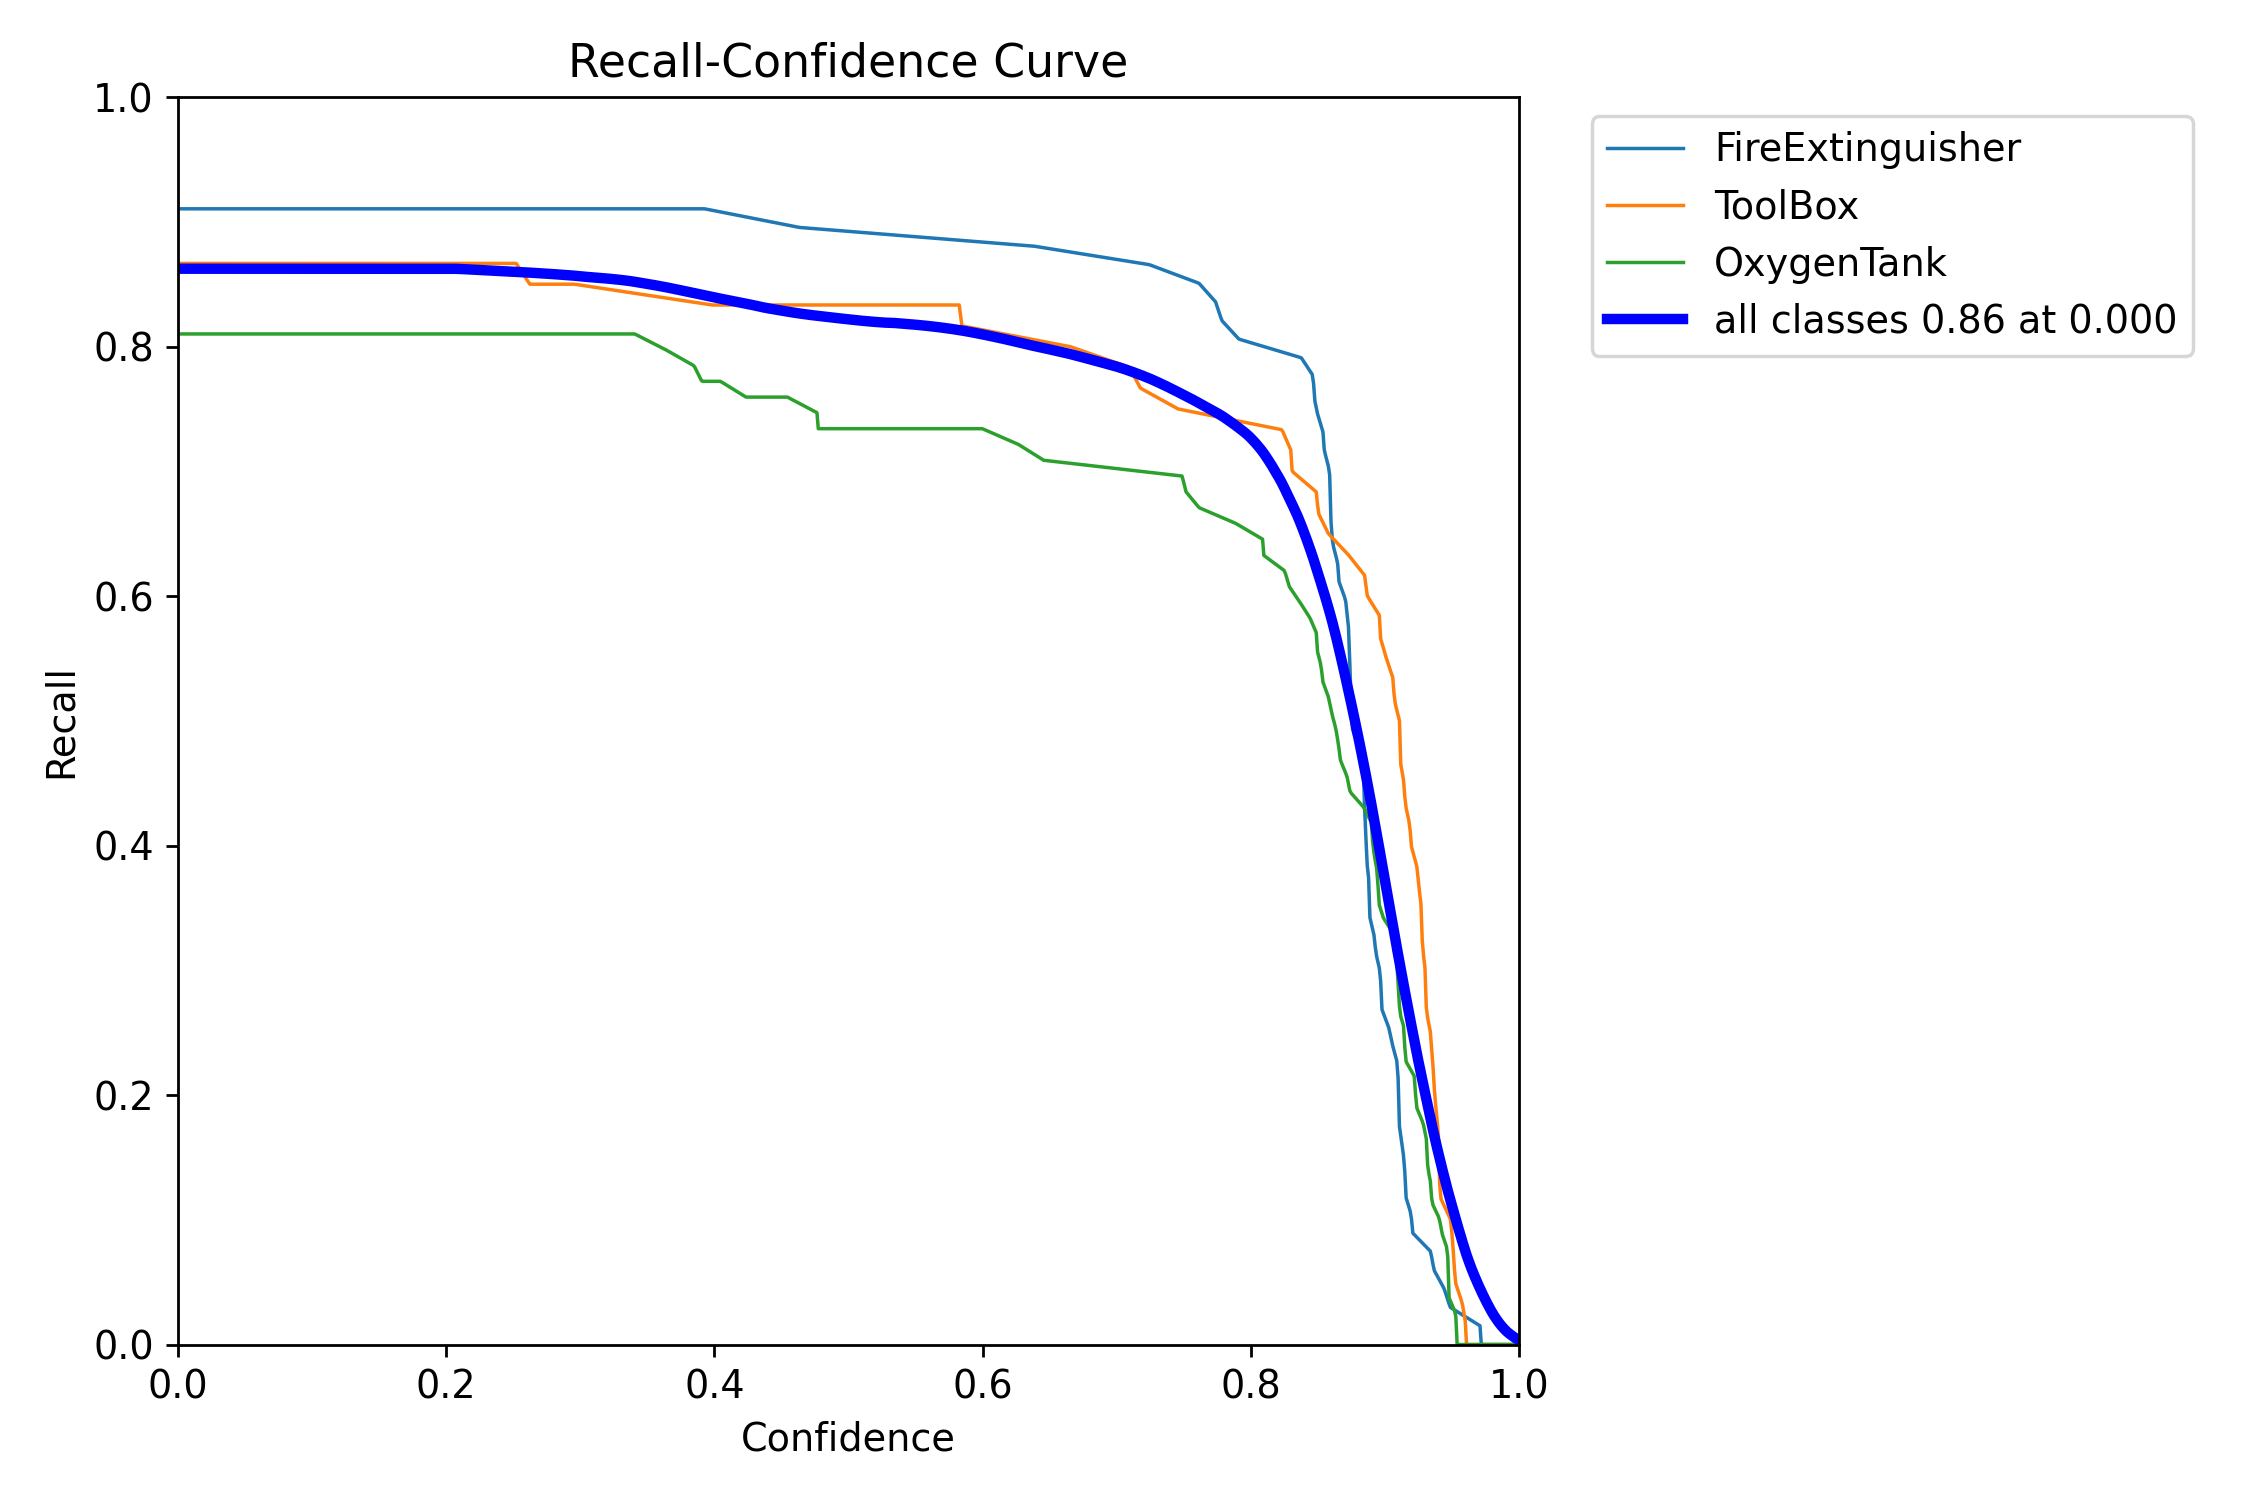 Recall-Confidence Curve
1.0
0.8
0.6
0.4
0.2
0.0
Recall
0.0 0.2 0.4 0.6 0.8 1.0
Confidence
FireExtinguisher
ToolBox
OxygenTank
all classes 0.86 at 0.000